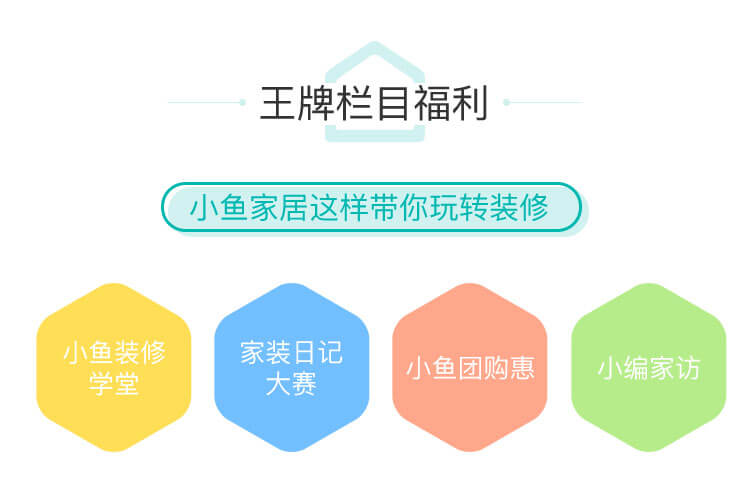 王牌栏目福利
小鱼家居这样带你玩转装修
小鱼装修
学堂
家装日记
大赛
小鱼团购惠
小编家访